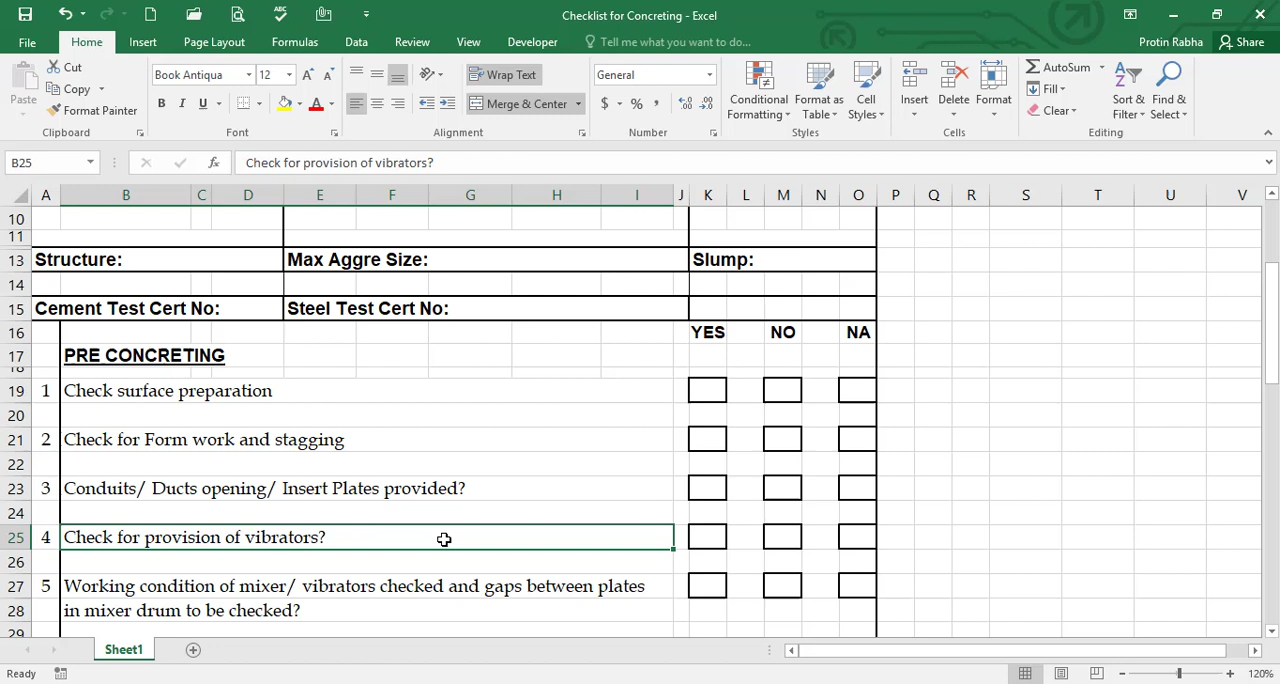 Checklist for Concreting - Excel
File Home Insert Page Layout Formulas Data Review View Developer Tell me what you want to do... Protin Rabha Share
Paste Cut Copy Format Painter
Book Antiqua 12
B I U A A A
Wrap Text
Merge & Center
General
$ % ,
Conditional Formatting Format as Table Cell Styles
Insert Delete Format
AutoSum Fill Clear
Sort & Filter Find & Select
Clipboard Font Alignment Number Styles Cells Editing
B25 fx Check for provision of vibrators?
A B C D E F G H I J K L M N O P Q R S T U V
10
11
13 Structure: Max Aggre Size: Slump:
14
15 Cement Test Cert No: Steel Test Cert No:
16 YES NO NA
17 PRE CONCRETING
18
19 1 Check surface preparation
20
21 2 Check for Form work and stagging
22
23 3 Conduits/ Ducts opening/ Insert Plates provided?
24
25 4 Check for provision of vibrators?
26
27 5 Working condition of mixer/ vibrators checked and gaps between plates
28 in mixer drum to be checked?
29
Sheet1
Ready 120%